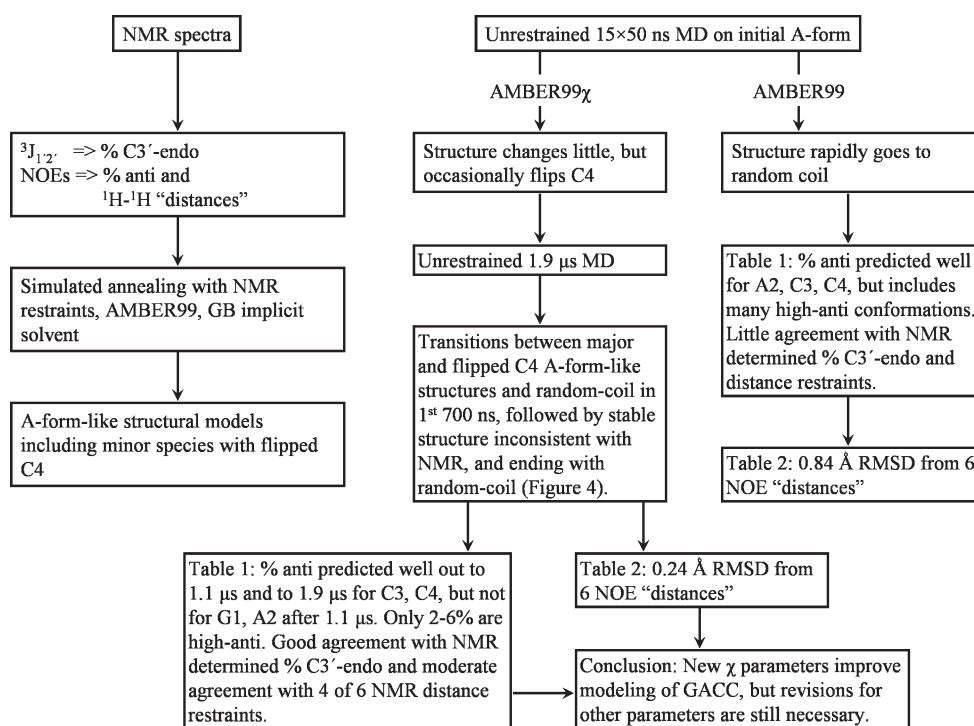 NMR spectra
³J₁′₂′ => % C3′-endo
NOEs => % anti and
¹H-¹H “distances”
Simulated annealing with NMR
restraints, AMBER99, GB implicit
solvent
A-form-like structural models
including minor species with flipped
C4
Unrestrained 15×50 ns MD on initial A-form
AMBER99χ
Structure changes little, but
occasionally flips C4
Unrestrained 1.9 μs MD
Transitions between major
and flipped C4 A-form-like
structures and random-coil in
1ˢᵗ 700 ns, followed by stable
structure inconsistent with
NMR, and ending with
random-coil (Figure 4).
Table 1: % anti predicted well out to
1.1 μs and to 1.9 μs for C3, C4, but not
for G1, A2 after 1.1 μs. Only 2-6% are
high-anti. Good agreement with NMR
determined % C3′-endo and moderate
agreement with 4 of 6 NMR distance
restraints.
Table 2: 0.24 Å RMSD from
6 NOE “distances”
Conclusion: New χ parameters improve
modeling of GACC, but revisions for
other parameters are still necessary.
AMBER99
Structure rapidly goes to
random coil
Table 1: % anti predicted well
for A2, C3, C4, but includes
many high-anti conformations.
Little agreement with NMR
determined % C3′-endo and
distance restraints.
Table 2: 0.84 Å RMSD from 6
NOE “distances”